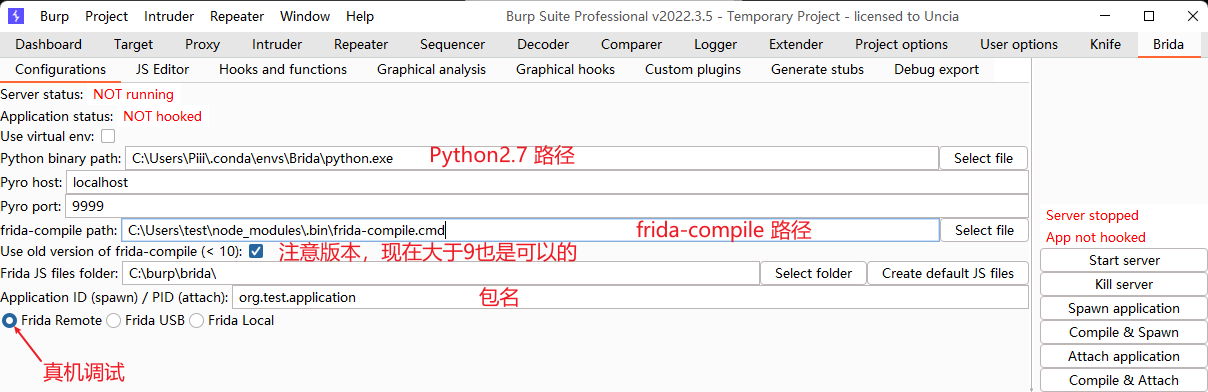 Burp Project Intruder Repeater Window Help Burp Suite Professional v2022.3.5 - Temporary Project - licensed to Uncia
Dashboard Target Proxy Intruder Repeater Sequencer Decoder Comparer Logger Extender Project options User options Knife Brida
Configurations JS Editor Hooks and functions Graphical analysis Graphical hooks Custom plugins Generate stubs Debug export
Server status: NOT running
Application status: NOT hooked
Use virtual env:
Python binary path: C:\Users\Piii\.conda\envs\Brida\python.exe Python2.7 路径 Select file
Pyro host: localhost
Pyro port: 9999
frida-compile path: C:\Users\test\node_modules\.bin\frida-compile.cmd frida-compile 路径 Select file
Use old version of frida-compile (< 10): 注意版本，现在大于9也是可以的
Frida JS files folder: C:\burp\brida\ Select folder Create default JS files
Application ID (spawn) / PID (attach): org.test.application 包名
Frida Remote Frida USB Frida Local
真机调试
Server stopped
App not hooked
Start server
Kill server
Spawn application
Compile & Spawn
Attach application
Compile & Attach